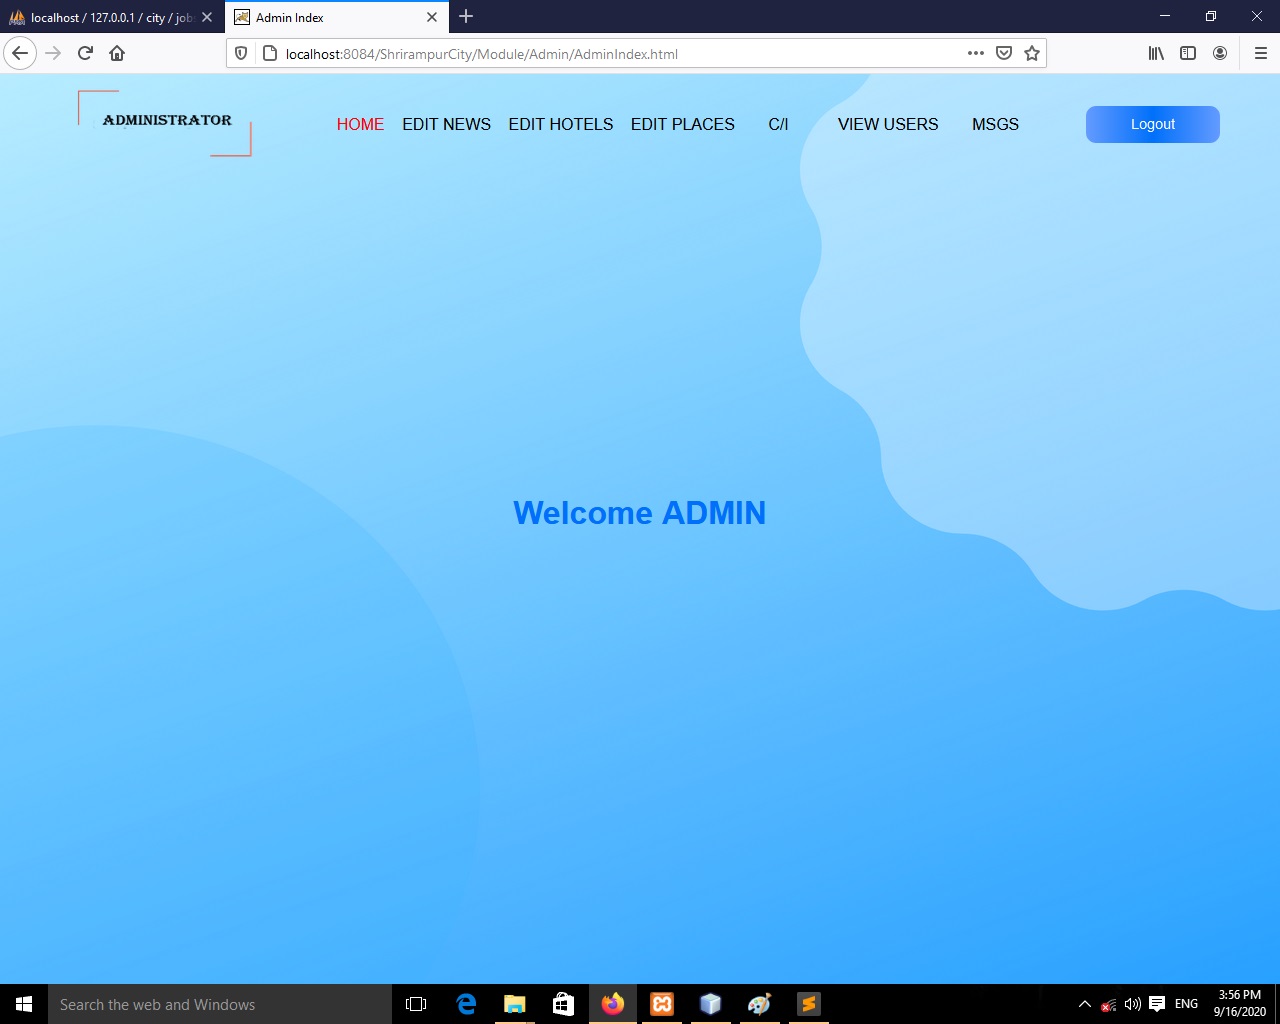 localhost / 127.0.0.1 / city / job
Admin Index
localhost:8084/ShrirampurCity/Module/Admin/AdminIndex.html
ADMINISTRATOR
HOME EDIT NEWS EDIT HOTELS EDIT PLACES C/I VIEW USERS MSGS Logout
Welcome ADMIN
Search the web and Windows
ENG
3:56 PM
9/16/2020